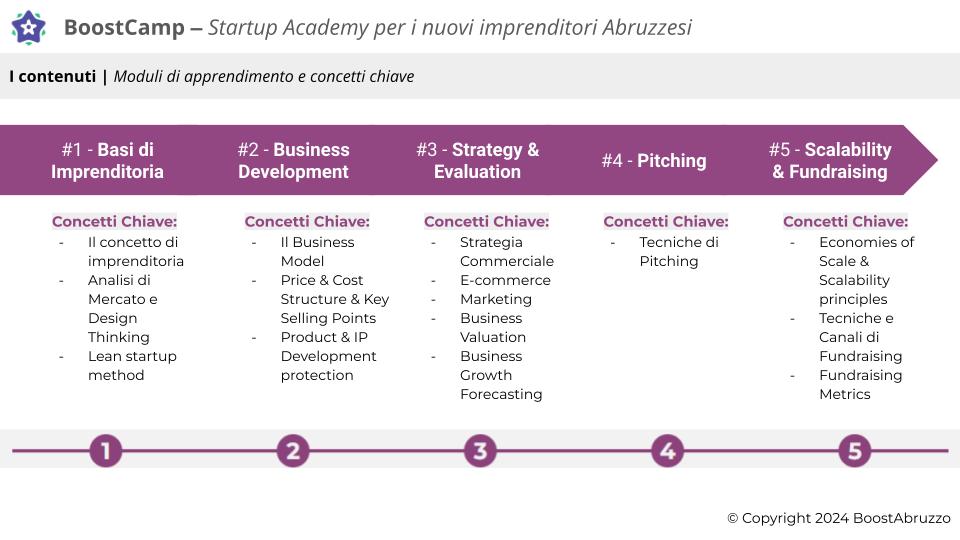 BoostCamp – Startup Academy per i nuovi imprenditori Abruzzesi
I contenuti | Moduli di apprendimento e concetti chiave
#1 - Basi di
Imprenditoria
#2 - Business
Development
#3 - Strategy &
Evaluation
#4 - Pitching
#5 - Scalability
& Fundraising
Concetti Chiave:
- Il concetto di
imprenditoria
- Analisi di
Mercato e
Design
Thinking
- Lean startup
method
Concetti Chiave:
- Il Business
Model
- Price & Cost
Structure & Key
Selling Points
- Product & IP
Development
protection
Concetti Chiave:
- Strategia
Commerciale
- E-commerce
- Marketing
- Business
Valuation
- Business
Growth
Forecasting
Concetti Chiave:
- Tecniche di
Pitching
Concetti Chiave:
- Economies of
Scale &
Scalability
principles
- Tecniche e
Canali di
Fundraising
- Fundraising
Metrics
1
2
3
4
5
© Copyright 2024 BoostAbruzzo